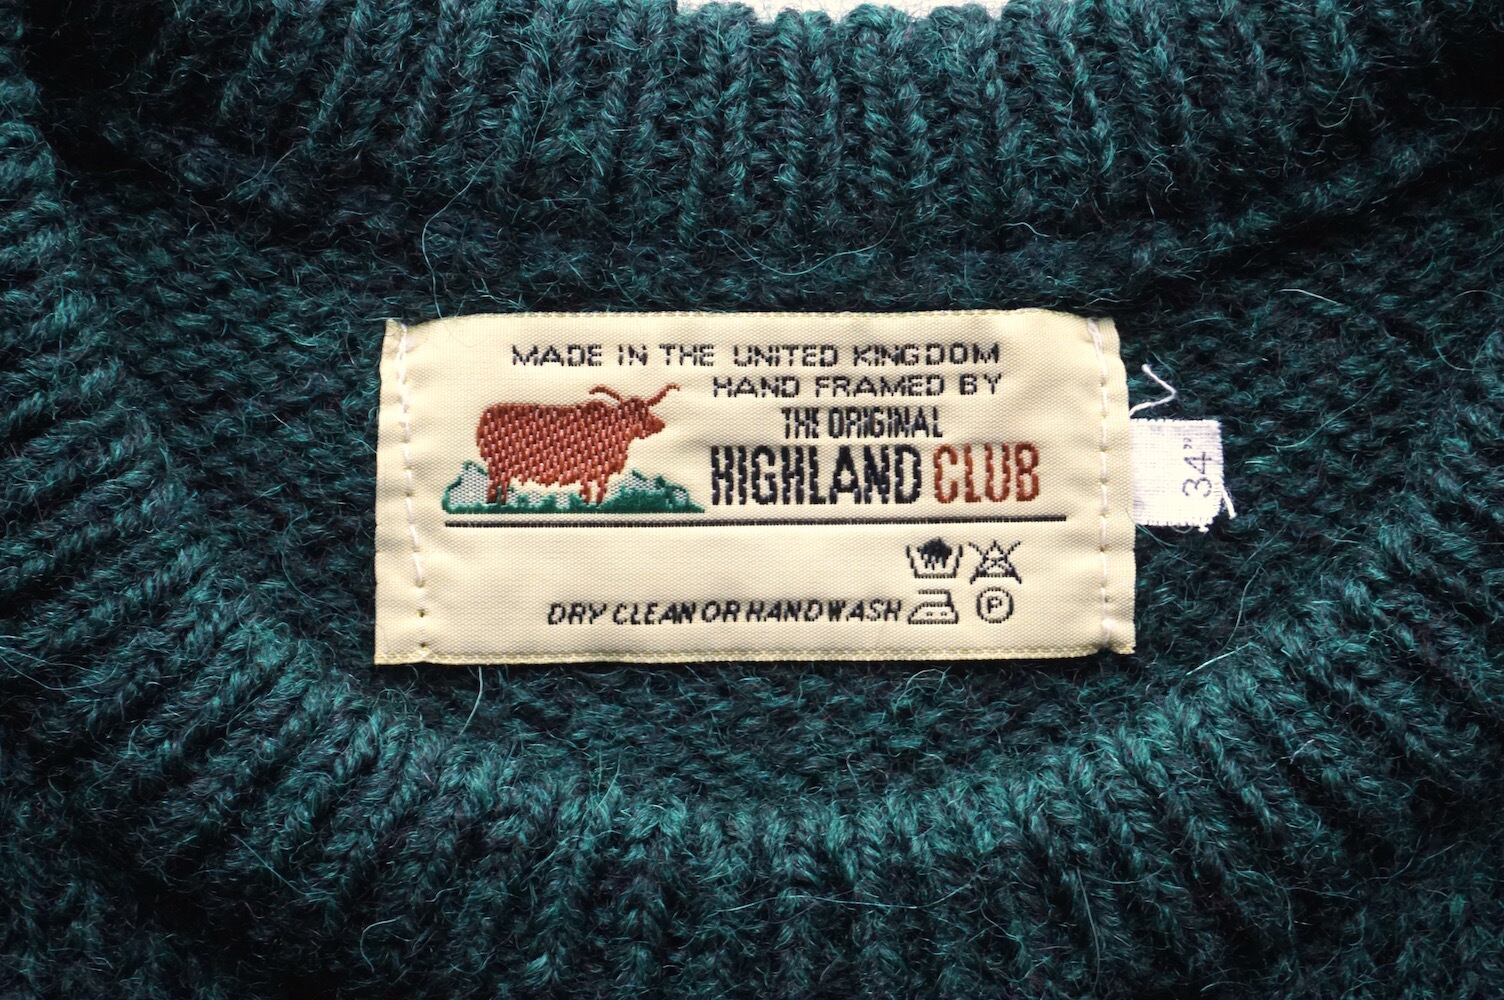 MADE IN THE UNITED KINGDOM
HAND FRAMED BY
THE ORIGINAL
HIGHLAND CLUB
34"
DRY CLEAN OR HANDWASH
P